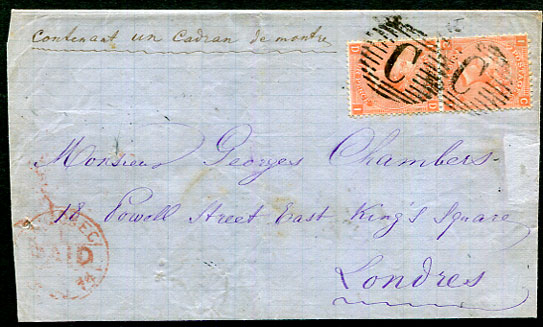 Contenant un Cadran de montre
C C
Monsieur Georges Chambers
18 Powell Street East King's Square
Londres
PAID